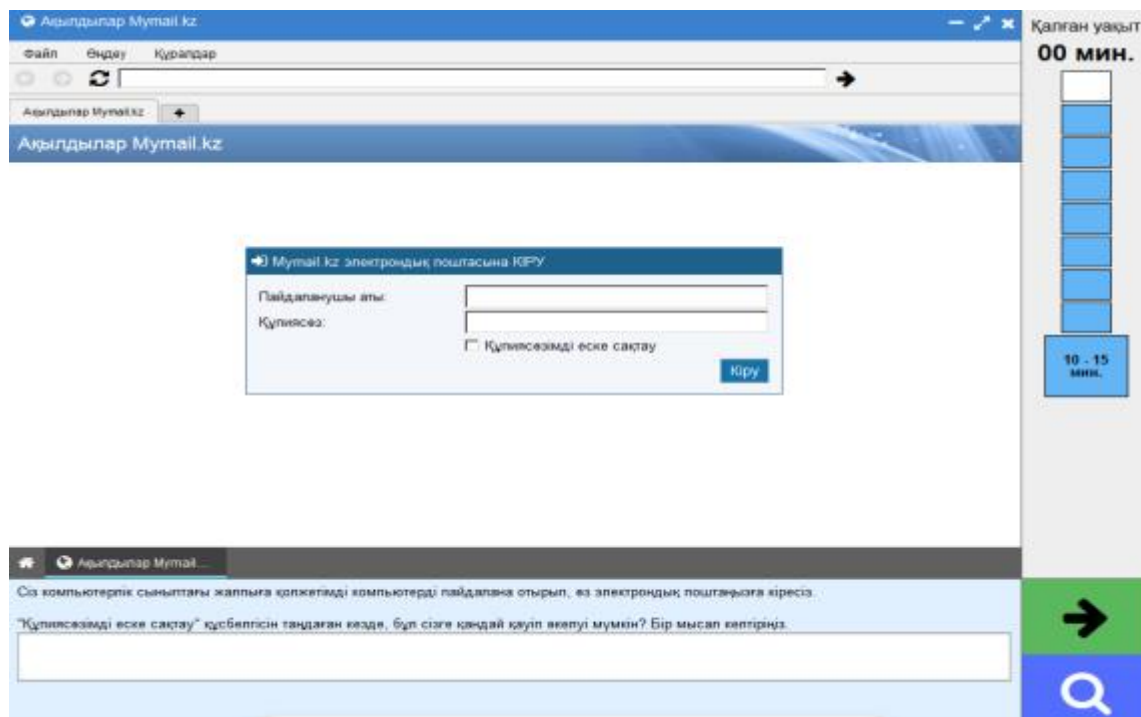 Ақылдылар Mymail.kz
Қалған уақыт
Файл Өңдеу Құралдар
00 мин.
Ақылдылар Mymail.kz
Ақылдылар Mymail.kz
Mymail.kz электрондық поштасына КІРУ
Пайдаланушы аты:
Құпиясөз:
Құпиясөзімді еске сақтау
Кіру
10 - 15
мин.
Ақылдылар Mymail....
Сіз компьютерлік сыныптағы жалпыға қолжетімді компьютерді пайдалана отырып, өз электрондық поштаңызға кіресіз.
"Құпиясөзімді еске сақтау" құсбелгісін таңдаған кезде, бұл сізге қандай қауіп әкелуі мүмкін? Бір мысал келтіріңіз.